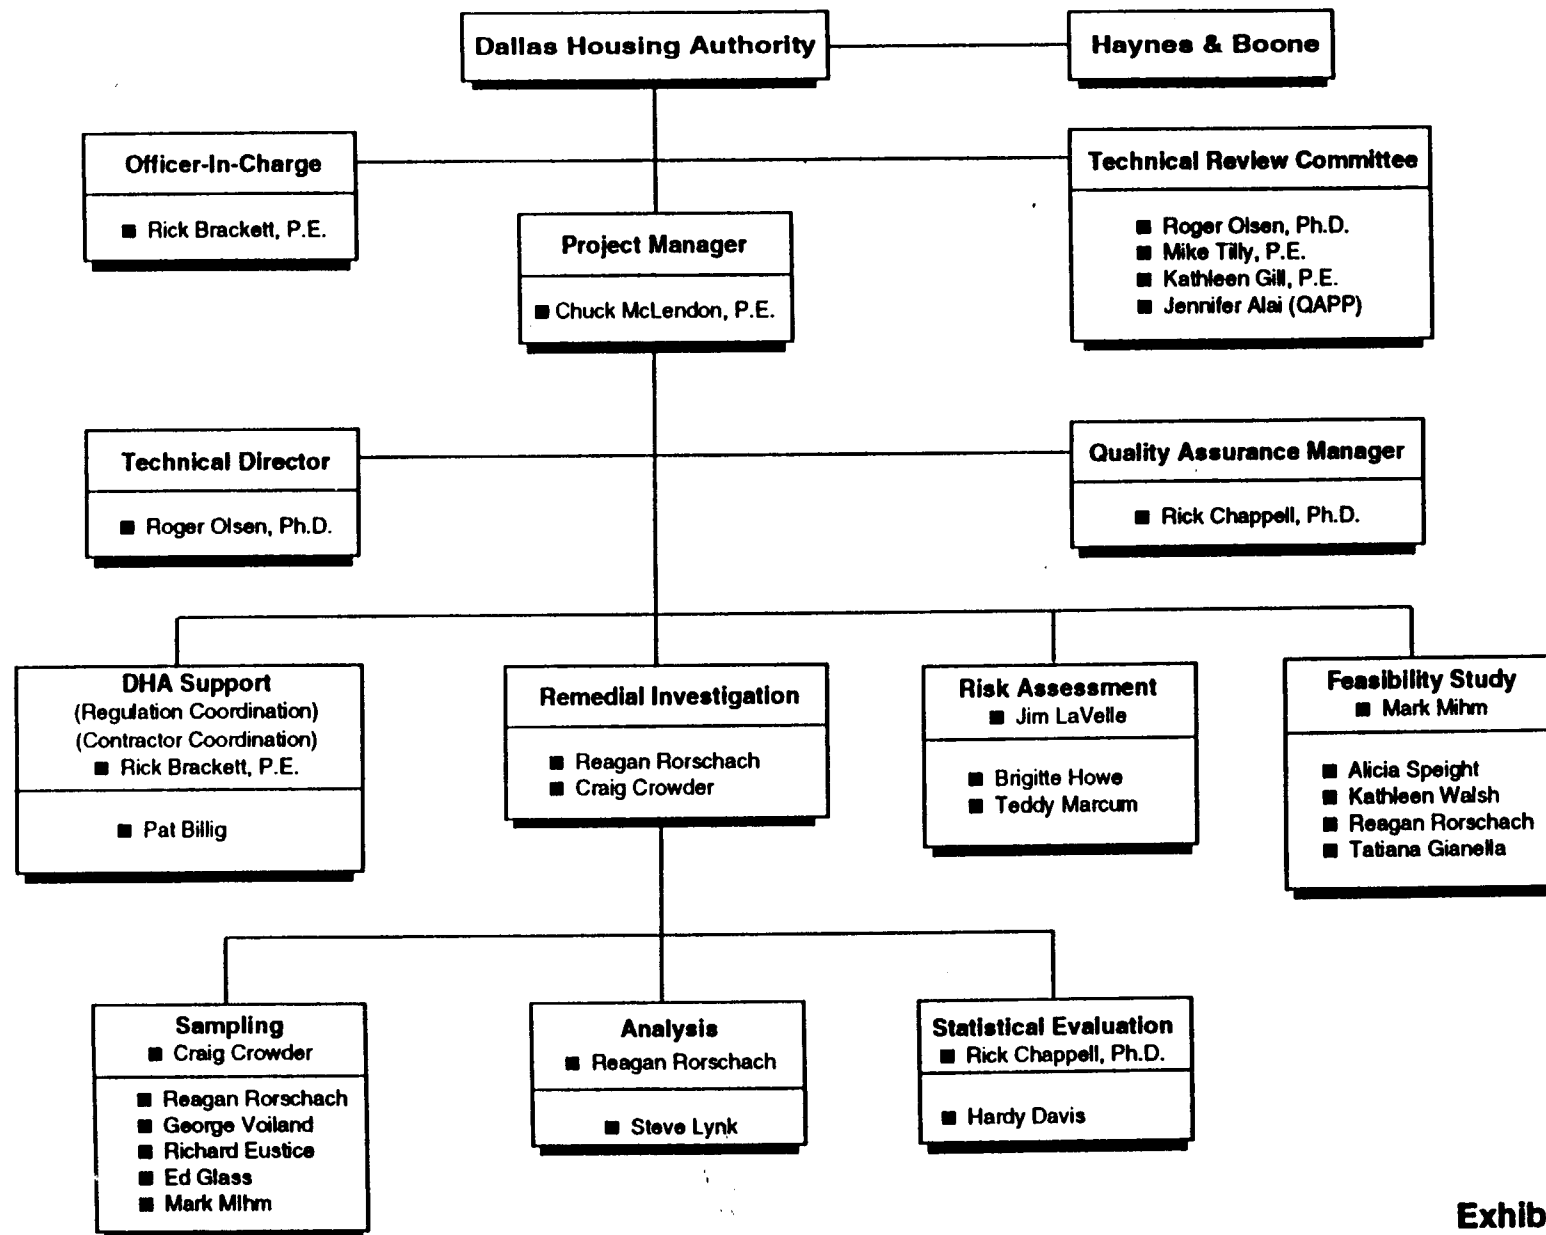 Dallas Housing Authority
Haynes & Boone
Officer-In-Charge
■ Rick Brackett, P.E.
Technical Review Committee
■ Roger Olsen, Ph.D.
■ Mike Tilly, P.E.
■ Kathleen Gill, P.E.
■ Jennifer Alai (QAPP)
Project Manager
■ Chuck McLendon, P.E.
Technical Director
■ Roger Olsen, Ph.D.
Quality Assurance Manager
■ Rick Chappell, Ph.D.
DHA Support
(Regulation Coordination)
(Contractor Coordination)
■ Rick Brackett, P.E.
■ Pat Billig
Remedial Investigation
■ Reagan Rorschach
■ Craig Crowder
Risk Assessment
■ Jim LaVelle
■ Brigitte Howe
■ Teddy Marcum
Feasibility Study
■ Mark Mihm
■ Alicia Speight
■ Kathleen Walsh
■ Reagan Rorschach
■ Tatiana Gianella
Sampling
■ Craig Crowder
■ Reagan Rorschach
■ George Voiland
■ Richard Eustice
■ Ed Glass
■ Mark Mihm
Analysis
■ Reagan Rorschach
■ Steve Lynk
Statistical Evaluation
■ Rick Chappell, Ph.D.
■ Hardy Davis
Exhib